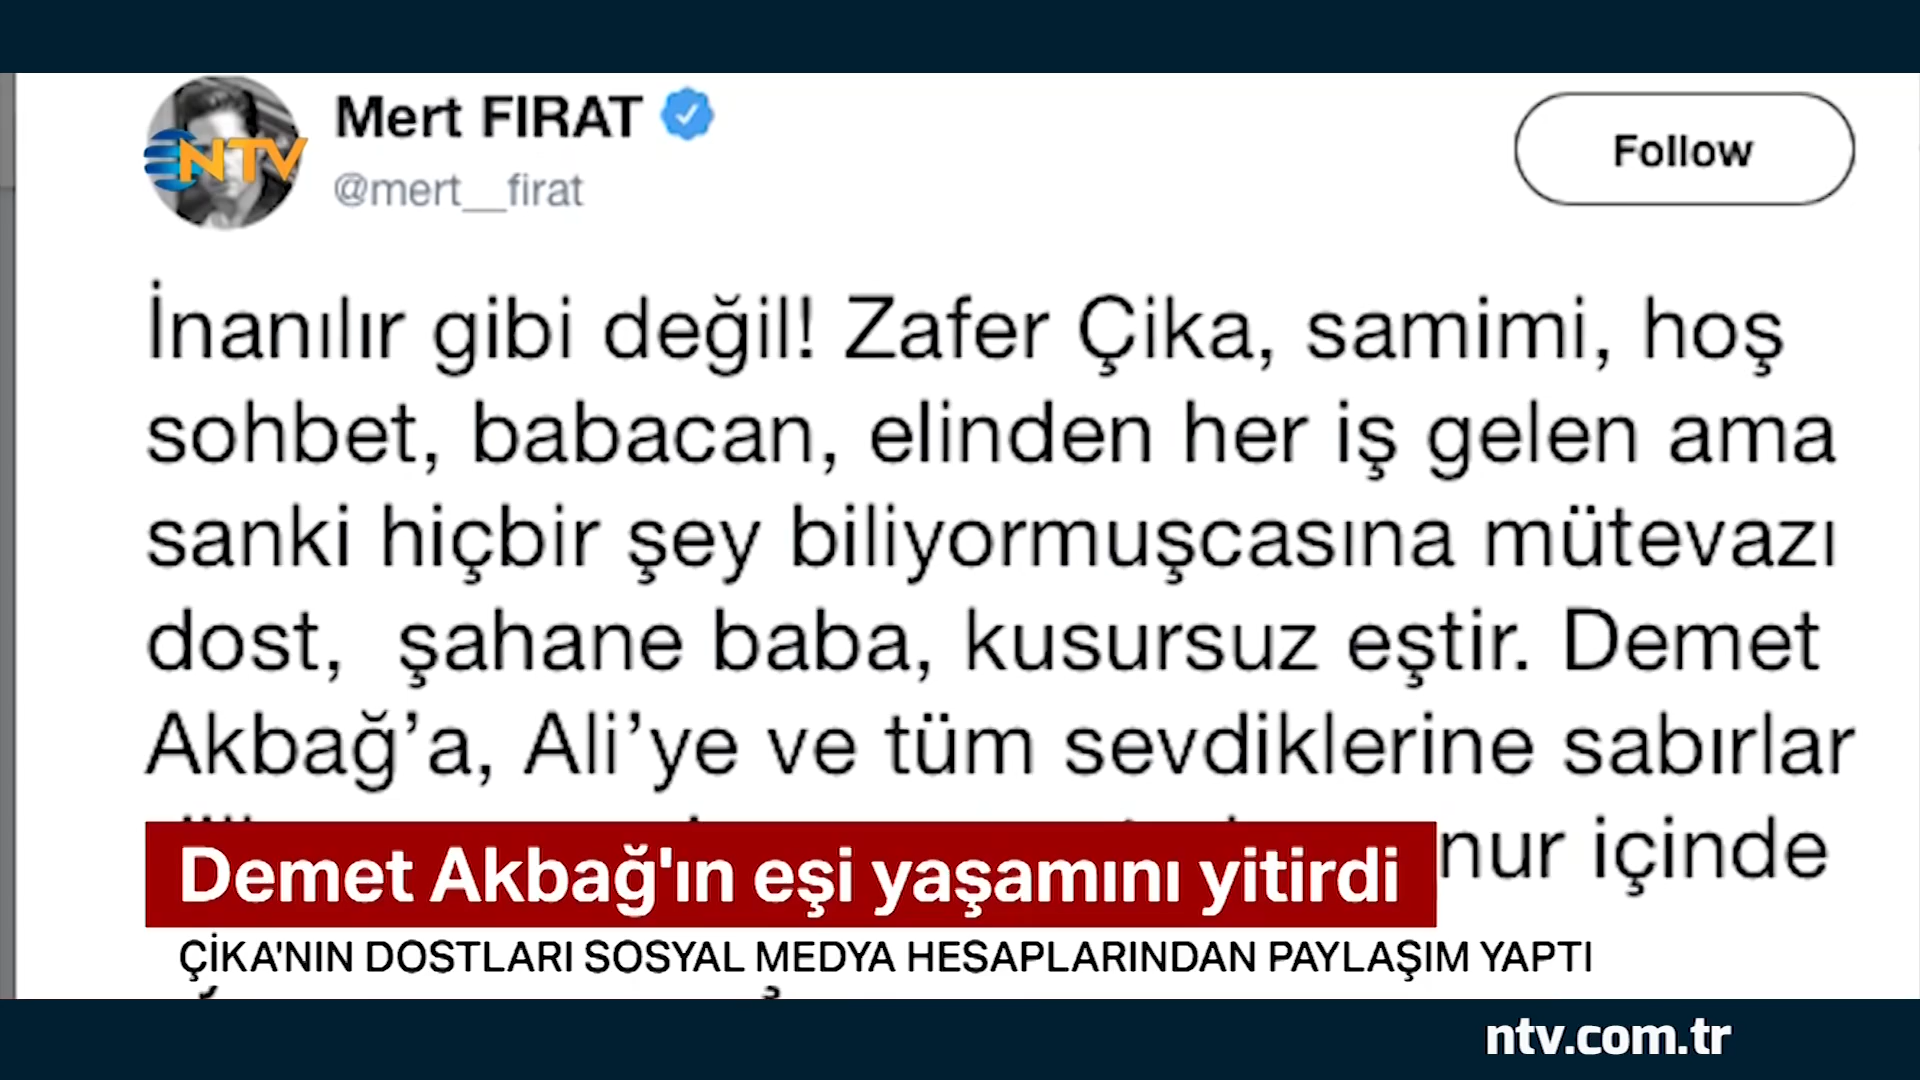 Mert FIRAT
NTV
@mert__firat
Follow
İnanılır gibi değil! Zafer Çika, samimi, hoş
sohbet, babacan, elinden her iş gelen ama
sanki hiçbir şey biliyormuşcasına mütevazı
dost, şahane baba, kusursuz eştir. Demet
Akbağ’a, Ali’ye ve tüm sevdiklerine sabırlar
nur içinde
Demet Akbağ'ın eşi yaşamını yitirdi
ÇİKA'NIN DOSTLARI SOSYAL MEDYA HESAPLARINDAN PAYLAŞIM YAPTI
ntv.com.tr